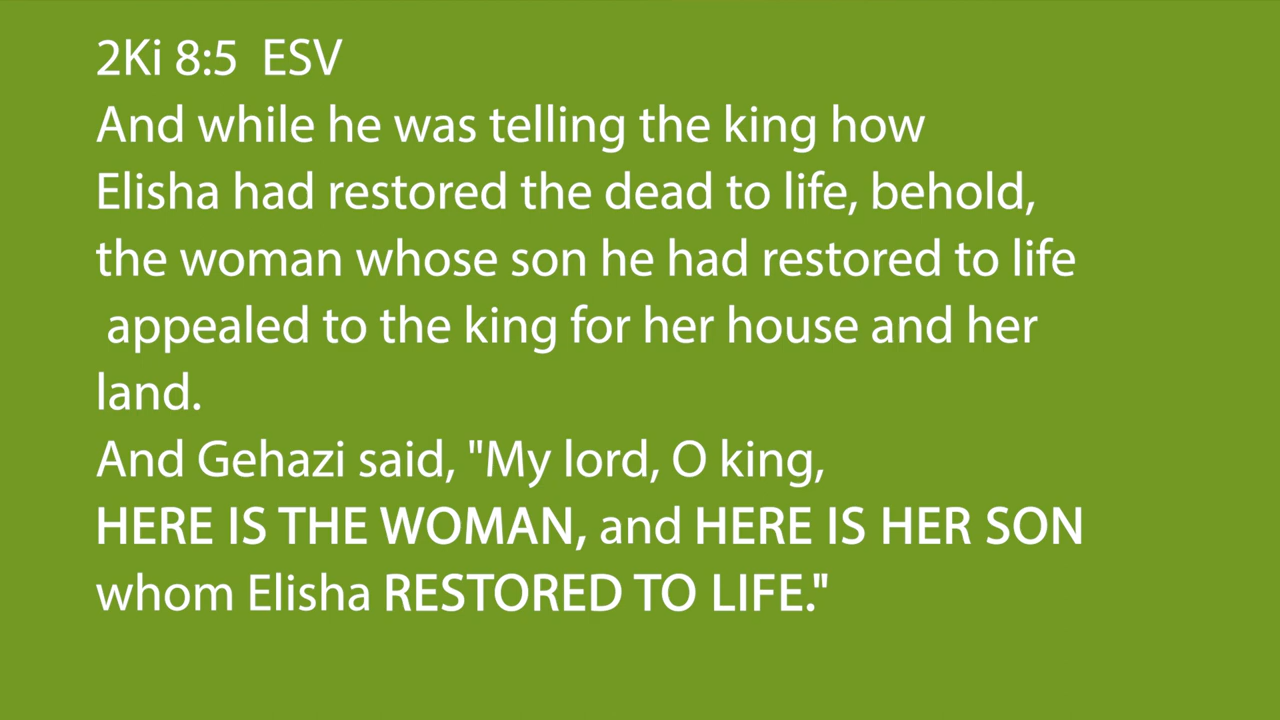 2Ki 8:5  ESV
And while he was telling the king how
Elisha had restored the dead to life, behold,
the woman whose son he had restored to life
appealed to the king for her house and her
land.
And Gehazi said, "My lord, O king,
HERE IS THE WOMAN, and HERE IS HER SON
whom Elisha RESTORED TO LIFE."